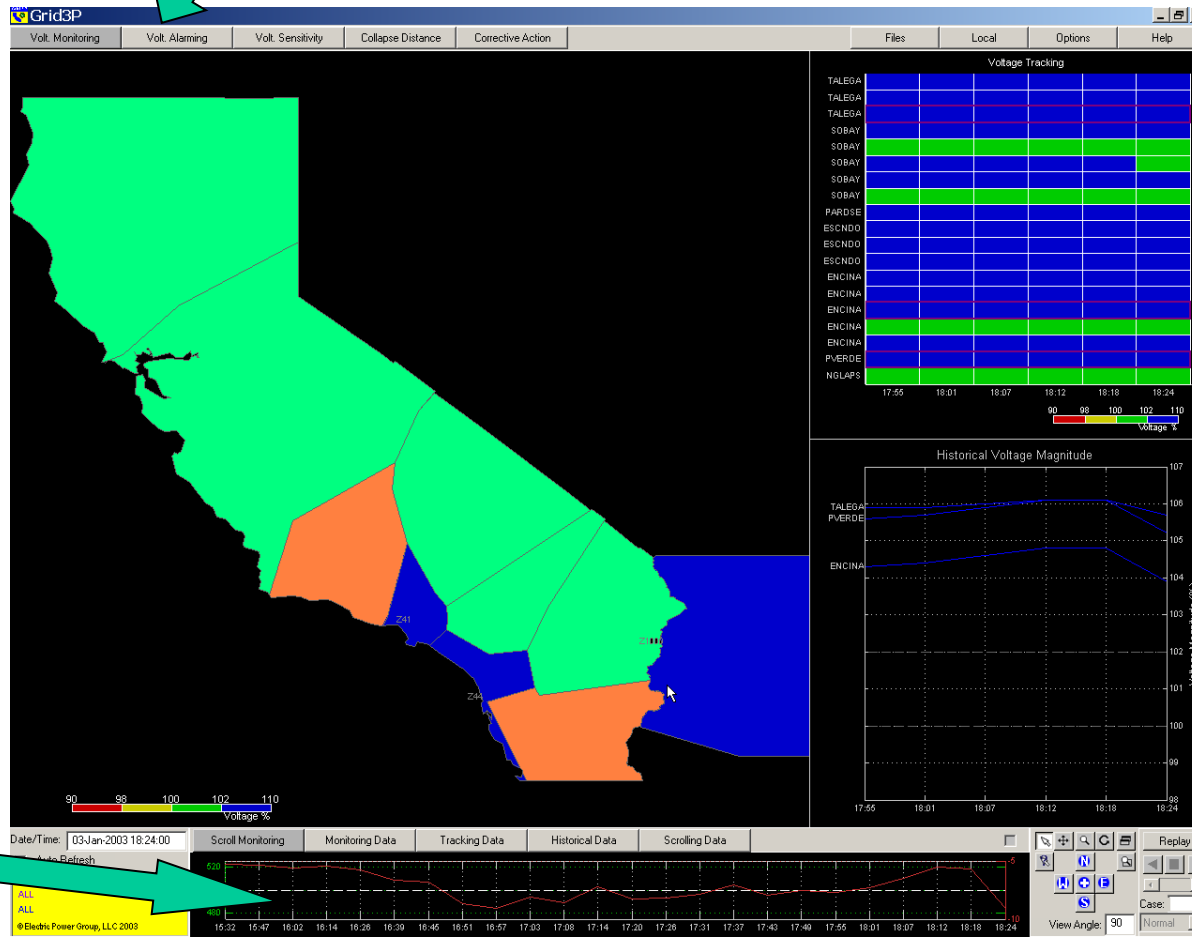 Grid3P
Volt. Monitoring Volt. Alarming Volt. Sensitivity Collapse Distance Corrective Action Files Local Options Help
Voltage Tracking
TALEGA
TALEGA
TALEGA
SOBAY
SOBAY
SOBAY
SOBAY
SOBAY
PARDSE
ESCNDO
ESCNDO
ESCNDO
ENCINA
ENCINA
ENCINA
ENCINA
ENCINA
PVERDE
NGLAPS
17:55 18:01 18:07 18:12 18:18 18:24
90 98 100 102 110
Voltage %
Historical Voltage Magnitude
107
106
105
104
103
102
101
100
99
98
TALEGA
PVERDE
ENCINA
Voltage Magnitude (%)
17:55 18:01 18:07 18:12 18:18 18:24
Z41
Z44
90 98 100 102 110
Voltage %
Date/Time: 03-Jan-2003 18:24:00
Scroll Monitoring Monitoring Data Tracking Data Historical Data Scrolling Data
Auto Refresh
ALL
ALL
© Electric Power Group, LLC 2003
520
480
-5
-10
15:32 15:47 16:02 16:14 16:26 16:39 16:45 16:51 16:57 17:03 17:08 17:14 17:20 17:26 17:31 17:37 17:43 17:49 17:55 18:01 18:07 18:12 18:18 18:24
N
W E
S
View Angle: 90
Replay
Case:
Normal